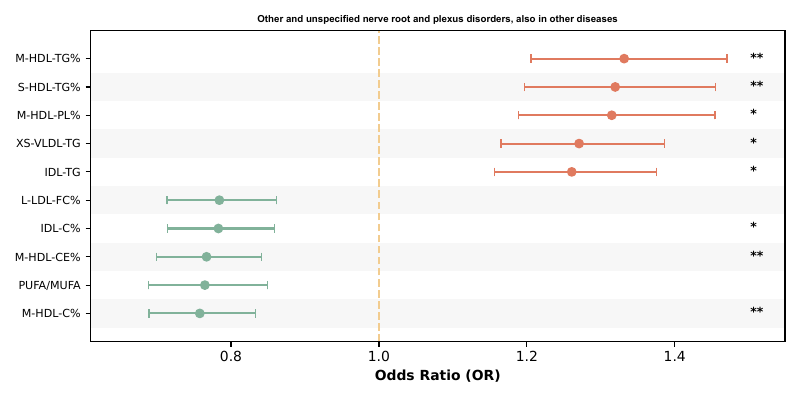 Other and unspecified nerve root and plexus disorders, also in other diseases
M-HDL-TG% **
S-HDL-TG% **
M-HDL-PL% *
XS-VLDL-TG *
IDL-TG *
L-LDL-FC%
IDL-C% *
M-HDL-CE% **
PUFA/MUFA
M-HDL-C% **
0.8 1.0 1.2 1.4
Odds Ratio (OR)